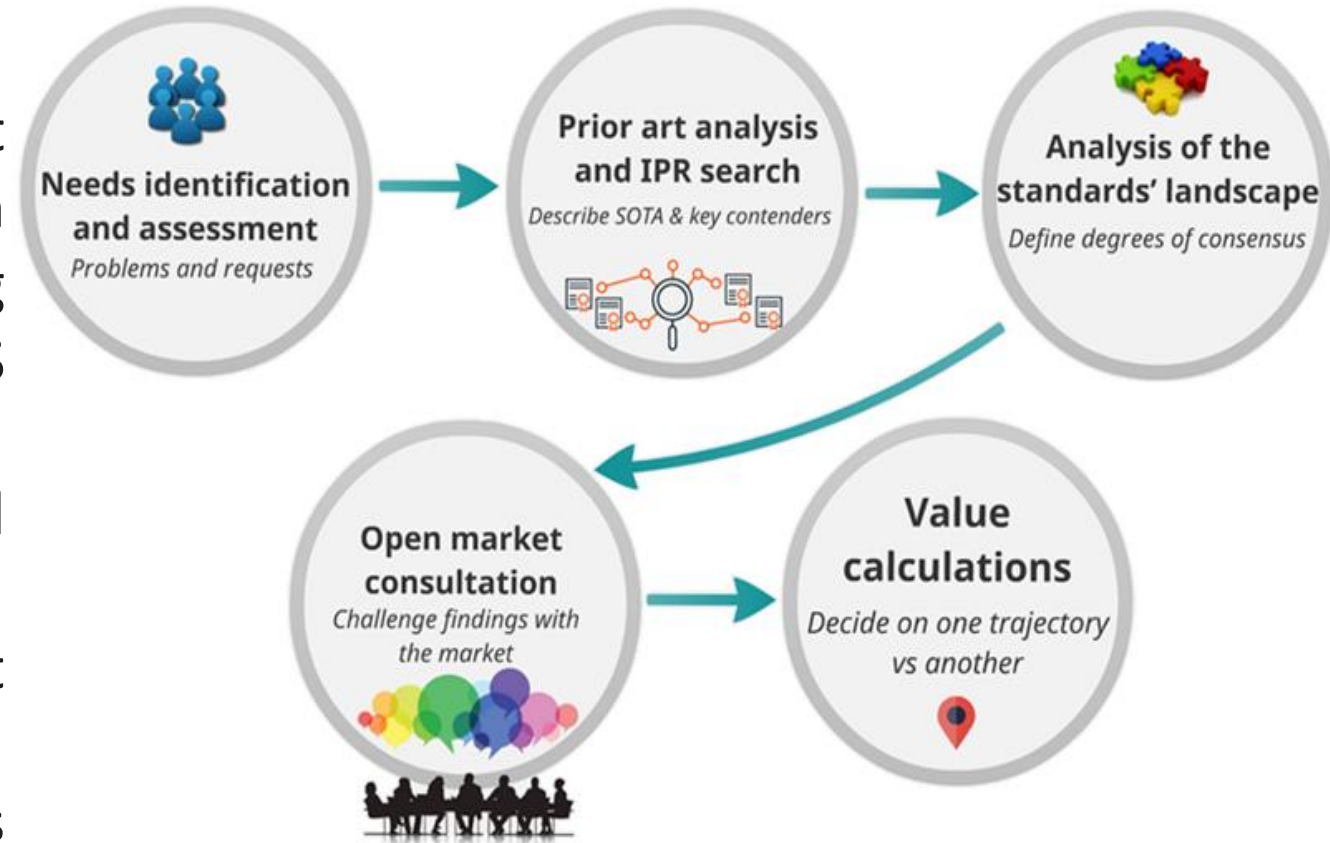 Needs identification
and assessment
Problems and requests
Prior art analysis
and IPR search
Describe SOTA & key contenders
Analysis of the
standards’ landscape
Define degrees of consensus
Open market
consultation
Challenge findings with
the market
Value
calculations
Decide on one trajectory
vs another